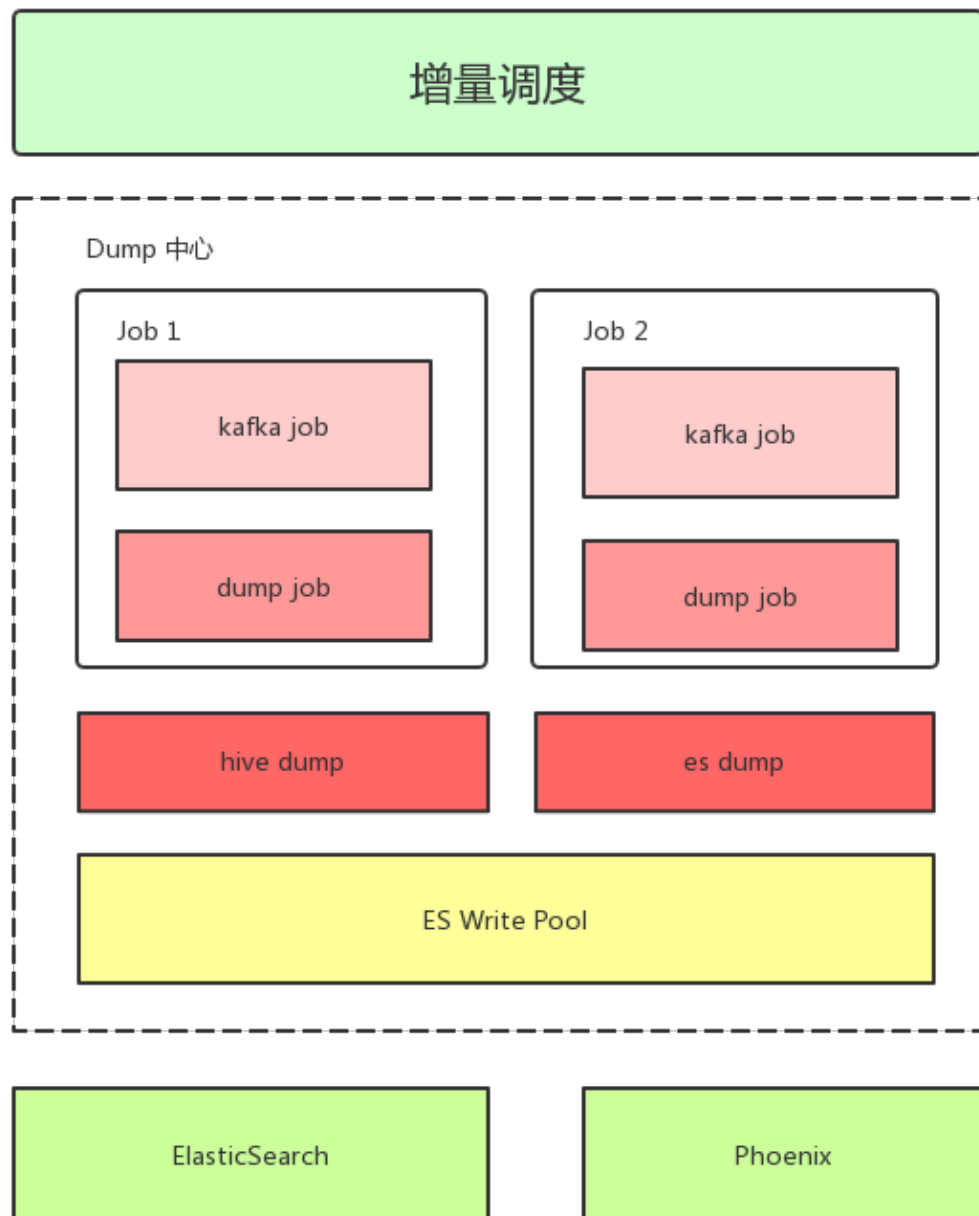 增量调度
Dump 中心
Job 1
kafka job
dump job
Job 2
kafka job
dump job
hive dump
es dump
ES Write Pool
ElasticSearch
Phoenix